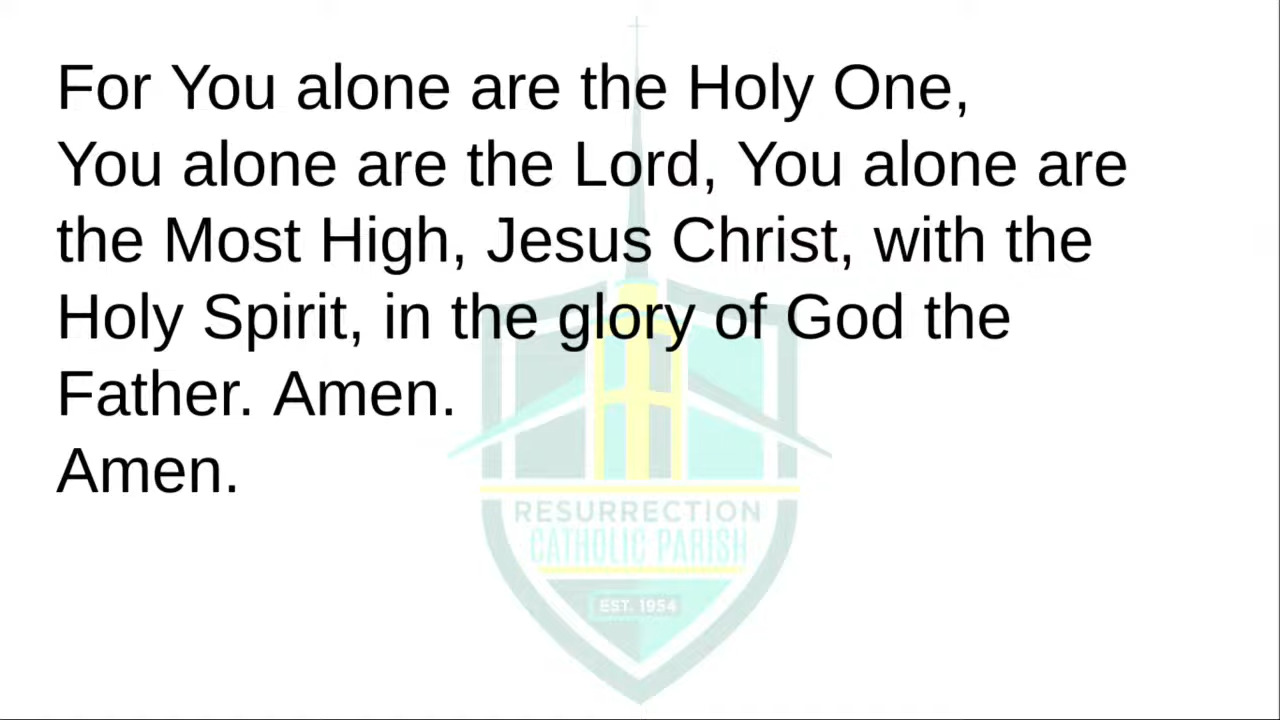 For You alone are the Holy One,
You alone are the Lord, You alone are
the Most High, Jesus Christ, with the
Holy Spirit, in the glory of God the
Father. Amen.
Amen.
RESURRECTION
CATHOLIC PARISH
EST. 1954